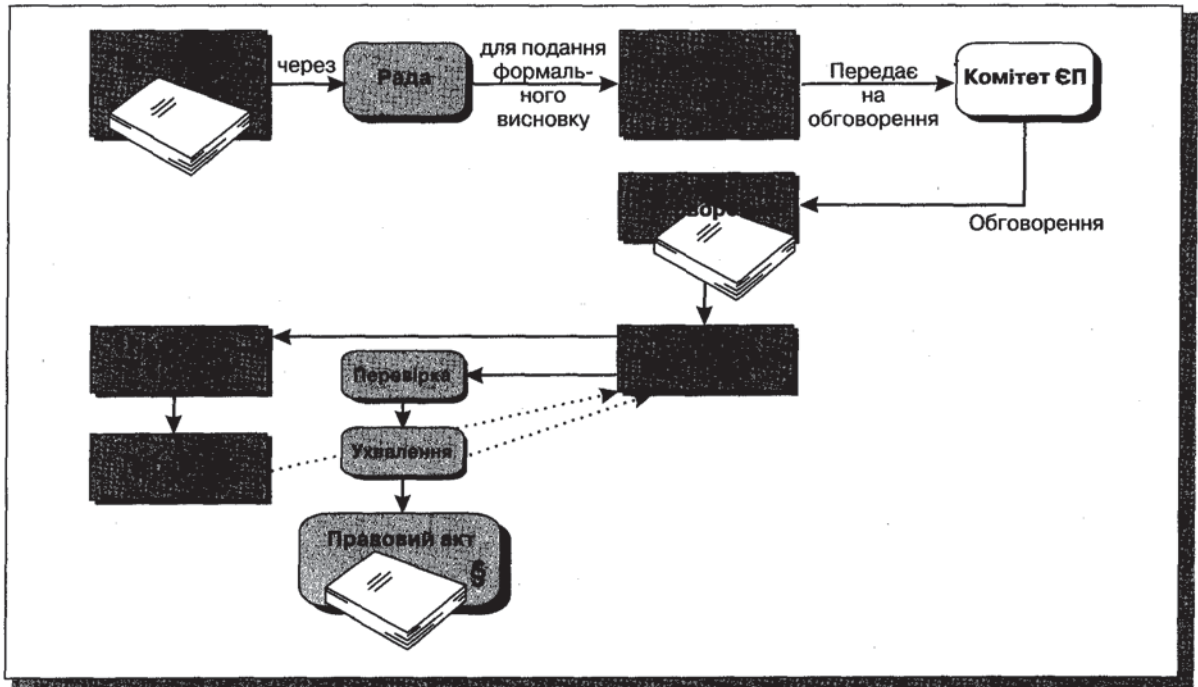 через
Рада
для подання
формаль-
ного
висновку
Передає
на
обговорення
Комітет ЄП
Обговорення
Перевірка
Ухвалення
Правовий акт
§